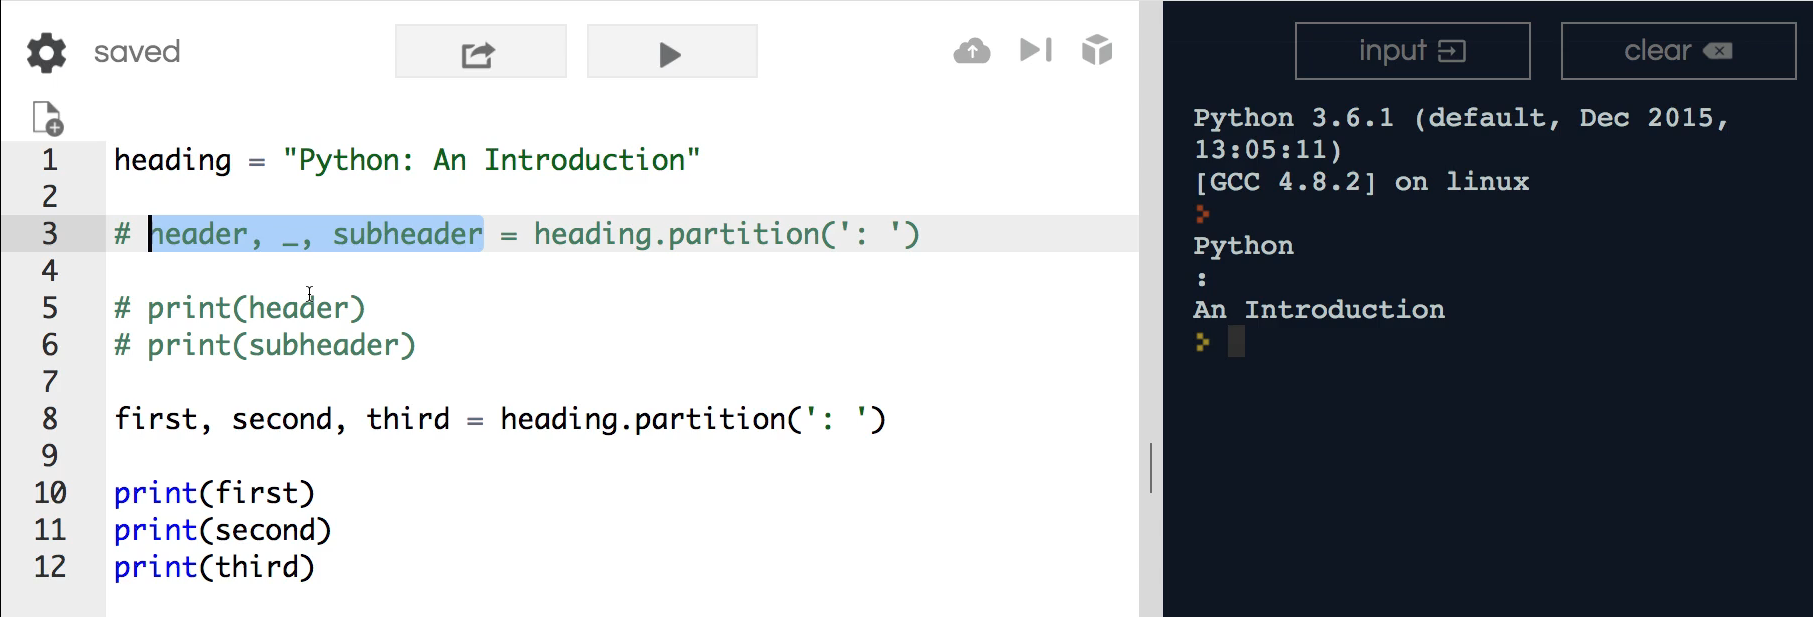 saved
input
clear
1 heading = "Python: An Introduction"
2
3 # header, _, subheader = heading.partition(': ')
4
5 # print(header)
6 # print(subheader)
7
8 first, second, third = heading.partition(': ')
9
10 print(first)
11 print(second)
12 print(third)
Python 3.6.1 (default, Dec 2015,
13:05:11)
[GCC 4.8.2] on linux
Python
:
An Introduction